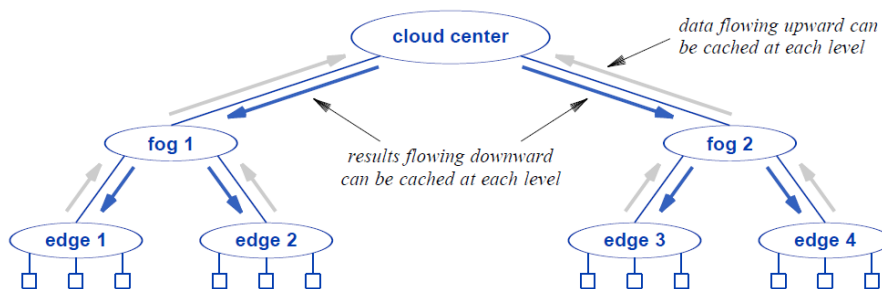 cloud center
data flowing upward can
be cached at each level
fog 1
fog 2
results flowing downward
can be cached at each level
edge 1
edge 2
edge 3
edge 4